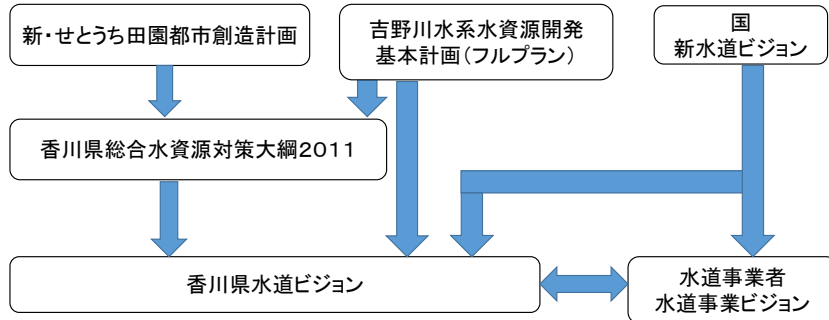 新・せとうち田園都市創造計画
吉野川水系水資源開発
基本計画（フルプラン）
国
新水道ビジョン
香川県総合水資源対策大綱２０１１
香川県水道ビジョン
水道事業者
水道事業ビジョン